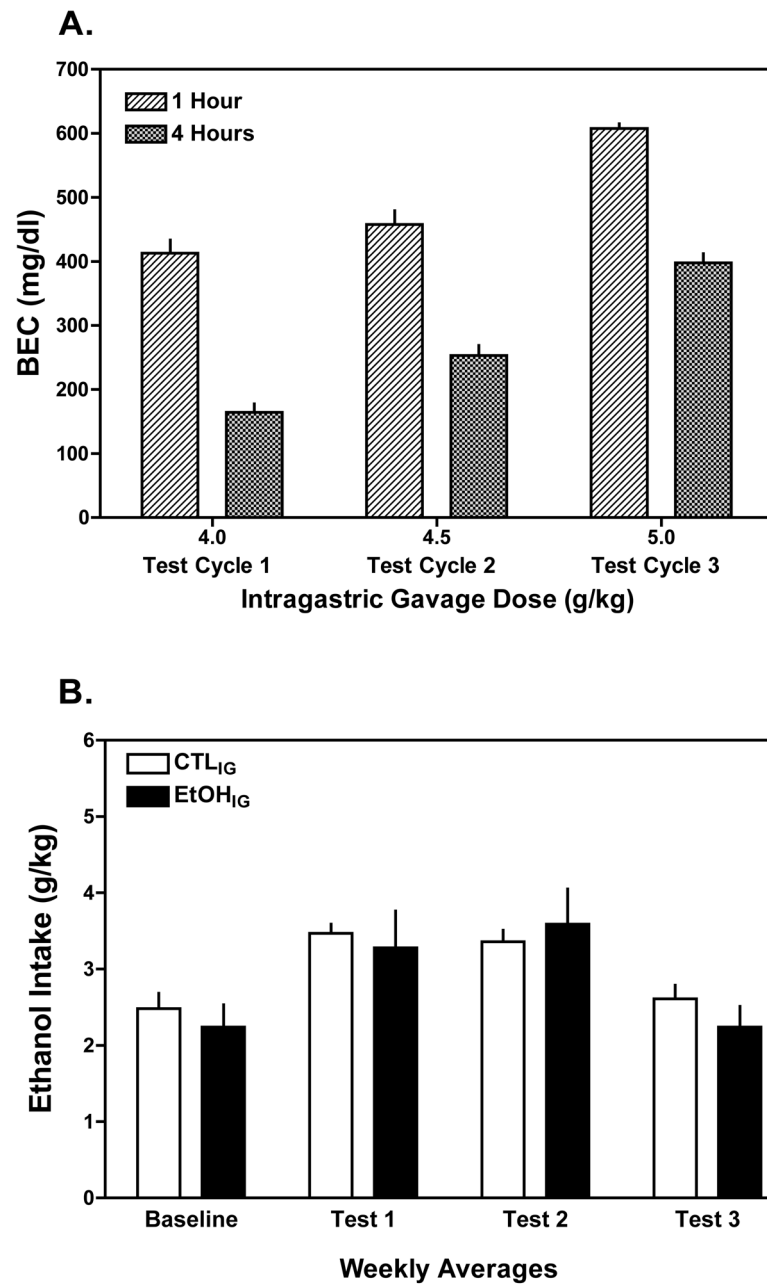 A.
700
600
500
400
300
200
100
0
BEC (mg/dl)
1 Hour
4 Hours
4.0 4.5 5.0
Test Cycle 1 Test Cycle 2 Test Cycle 3
Intragastric Gavage Dose (g/kg)
B.
6
5
4
3
2
1
0
Ethanol Intake (g/kg)
CTLIG
EtOHIG
Baseline Test 1 Test 2 Test 3
Weekly Averages